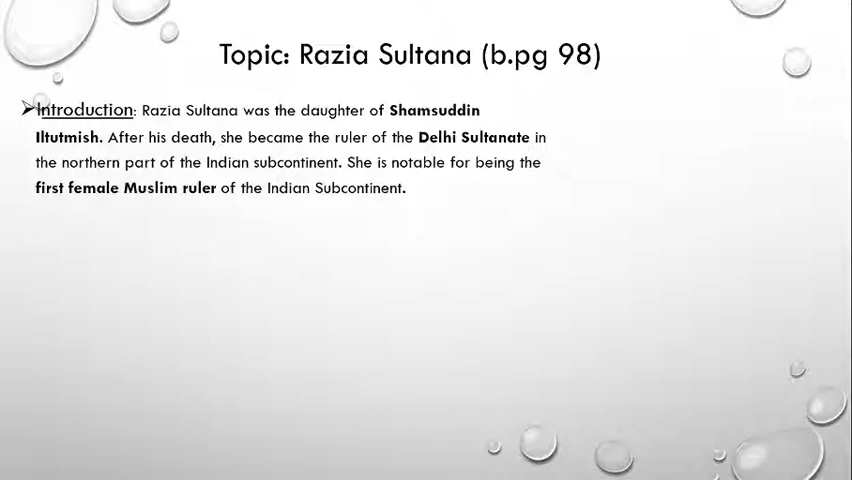 Topic: Razia Sultana (b.pg 98)
➤Introduction: Razia Sultana was the daughter of Shamsuddin
Iltutmish. After his death, she became the ruler of the Delhi Sultanate in
the northern part of the Indian subcontinent. She is notable for being the
first female Muslim ruler of the Indian Subcontinent.